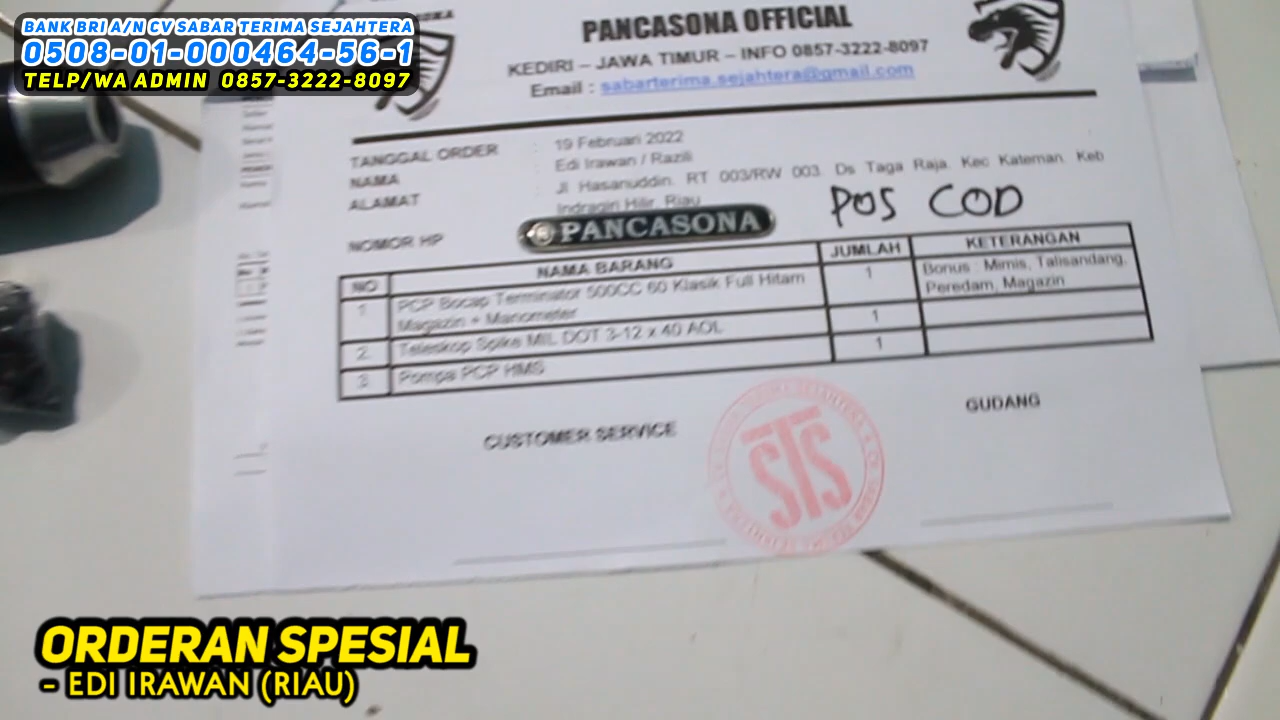 BANK BRI A/N CV SABAR TERIMA SEJAHTERA
0508-01-000464-56-1
TELP/WA ADMIN 0857-3222-8097
PANCASONA OFFICIAL
KEDIRI – JAWA TIMUR – INFO 0857-3222-8097
Email : sabarterima.sejahtera@gmail.com
TANGGAL ORDER : 19 Februari 2022
NAMA : Edi Irawan / Razili
ALAMAT : Jl Hasanuddin. RT 003/RW 003. Ds Taga Raja. Kec Kateman. Keb
Indragiri Hilir, Riau
POS COD
NOMOR HP
PANCASONA
NO NAMA BARANG JUMLAH KETERANGAN
1 PCP Bocap Terminator 500CC 60 Klasik Full Hitam 1 Bonus : Mimis, Talisandang,
Magazin + Manometer Peredam, Magazin
2 Teleskop Spike MIL DOT 3-12 x 40 AOL 1
3 Pompa PCP HMS 1
CUSTOMER SERVICE GUDANG
STS
ORDERAN SPESIAL
- EDI IRAWAN (RIAU)